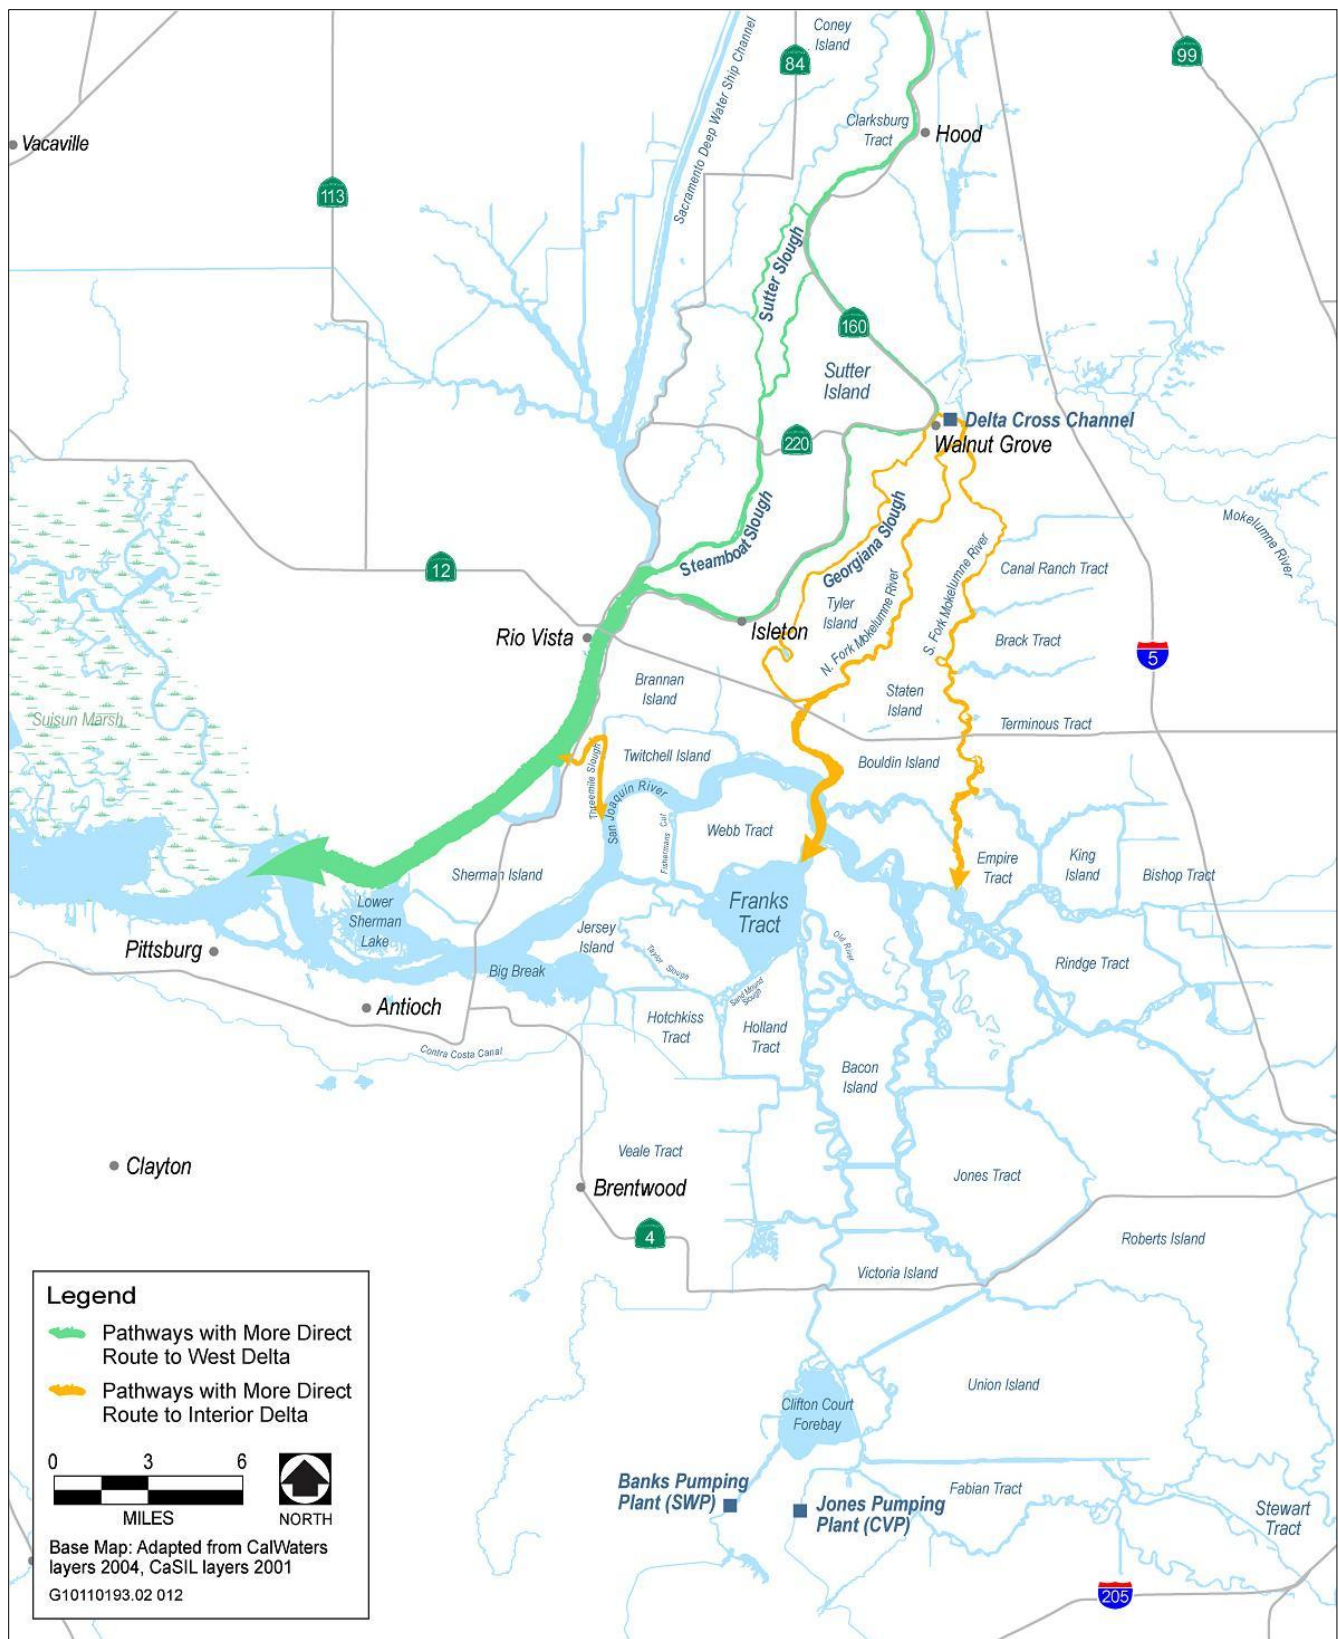 Coney
Island
84
99
Sacramento Deep Water Ship Channel
Clarksburg
Tract
Hood
Vacaville
113
Sutter Slough
160
Sutter
Island
Delta Cross Channel
Walnut Grove
220
Steamboat Slough
Georgiana Slough
Mokelumne River
12
Canal Ranch Tract
Tyler
Island
N. Fork Mokelumne River
S. Fork Mokelumne River
Isleton
Rio Vista
Brack Tract
5
Brannan
Island
Staten
Island
Suisun Marsh
Terminous Tract
Threemile Slough
Twitchell Island
Bouldin Island
San Joaquin River
Fishermans Cut
Webb Tract
Sherman Island
Empire
Tract
King
Island
Bishop Tract
Lower
Sherman
Lake
Franks
Tract
Jersey
Island
Pittsburg
Taylor Slough
Old River
Big Break
Rindge Tract
Sand Mound
Slough
Antioch
Hotchkiss
Tract
Holland
Tract
Contra Costa Canal
Bacon
Island
Veale Tract
Clayton
Brentwood
Jones Tract
4
Roberts Island
Victoria Island
Legend
Pathways with More Direct
Route to West Delta
Pathways with More Direct
Route to Interior Delta
0 3 6
MILES
NORTH
Base Map: Adapted from CalWaters
layers 2004, CaSIL layers 2001
G10110193.02 012
Union Island
Clifton Court
Forebay
Banks Pumping
Plant (SWP)
Jones Pumping
Plant (CVP)
Fabian Tract
Stewart
Tract
205